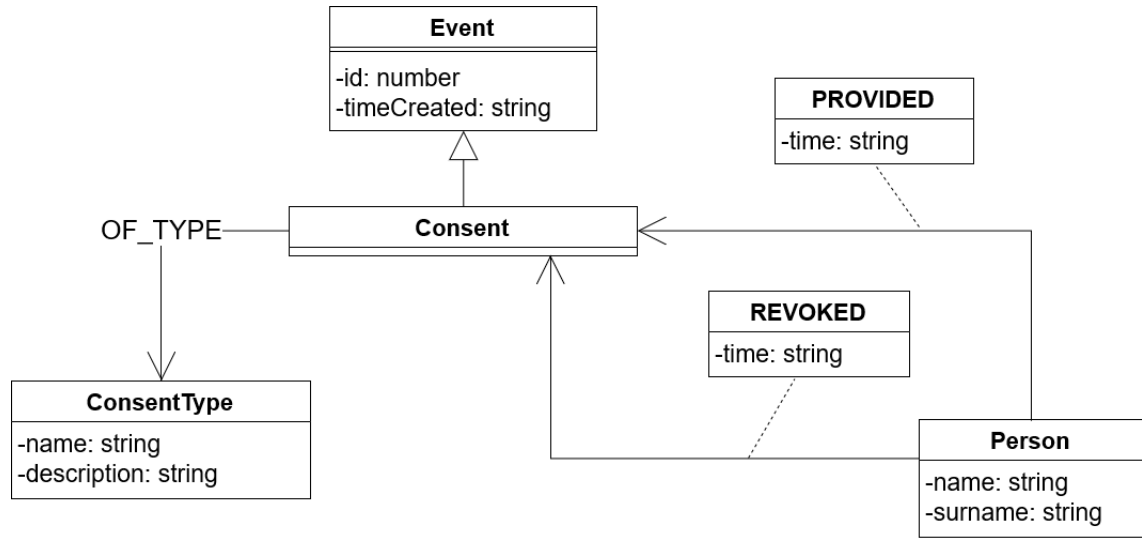 Event
-id: number
-timeCreated: string
PROVIDED
-time: string
OF_TYPE
Consent
REVOKED
-time: string
ConsentType
-name: string
-description: string
Person
-name: string
-surname: string